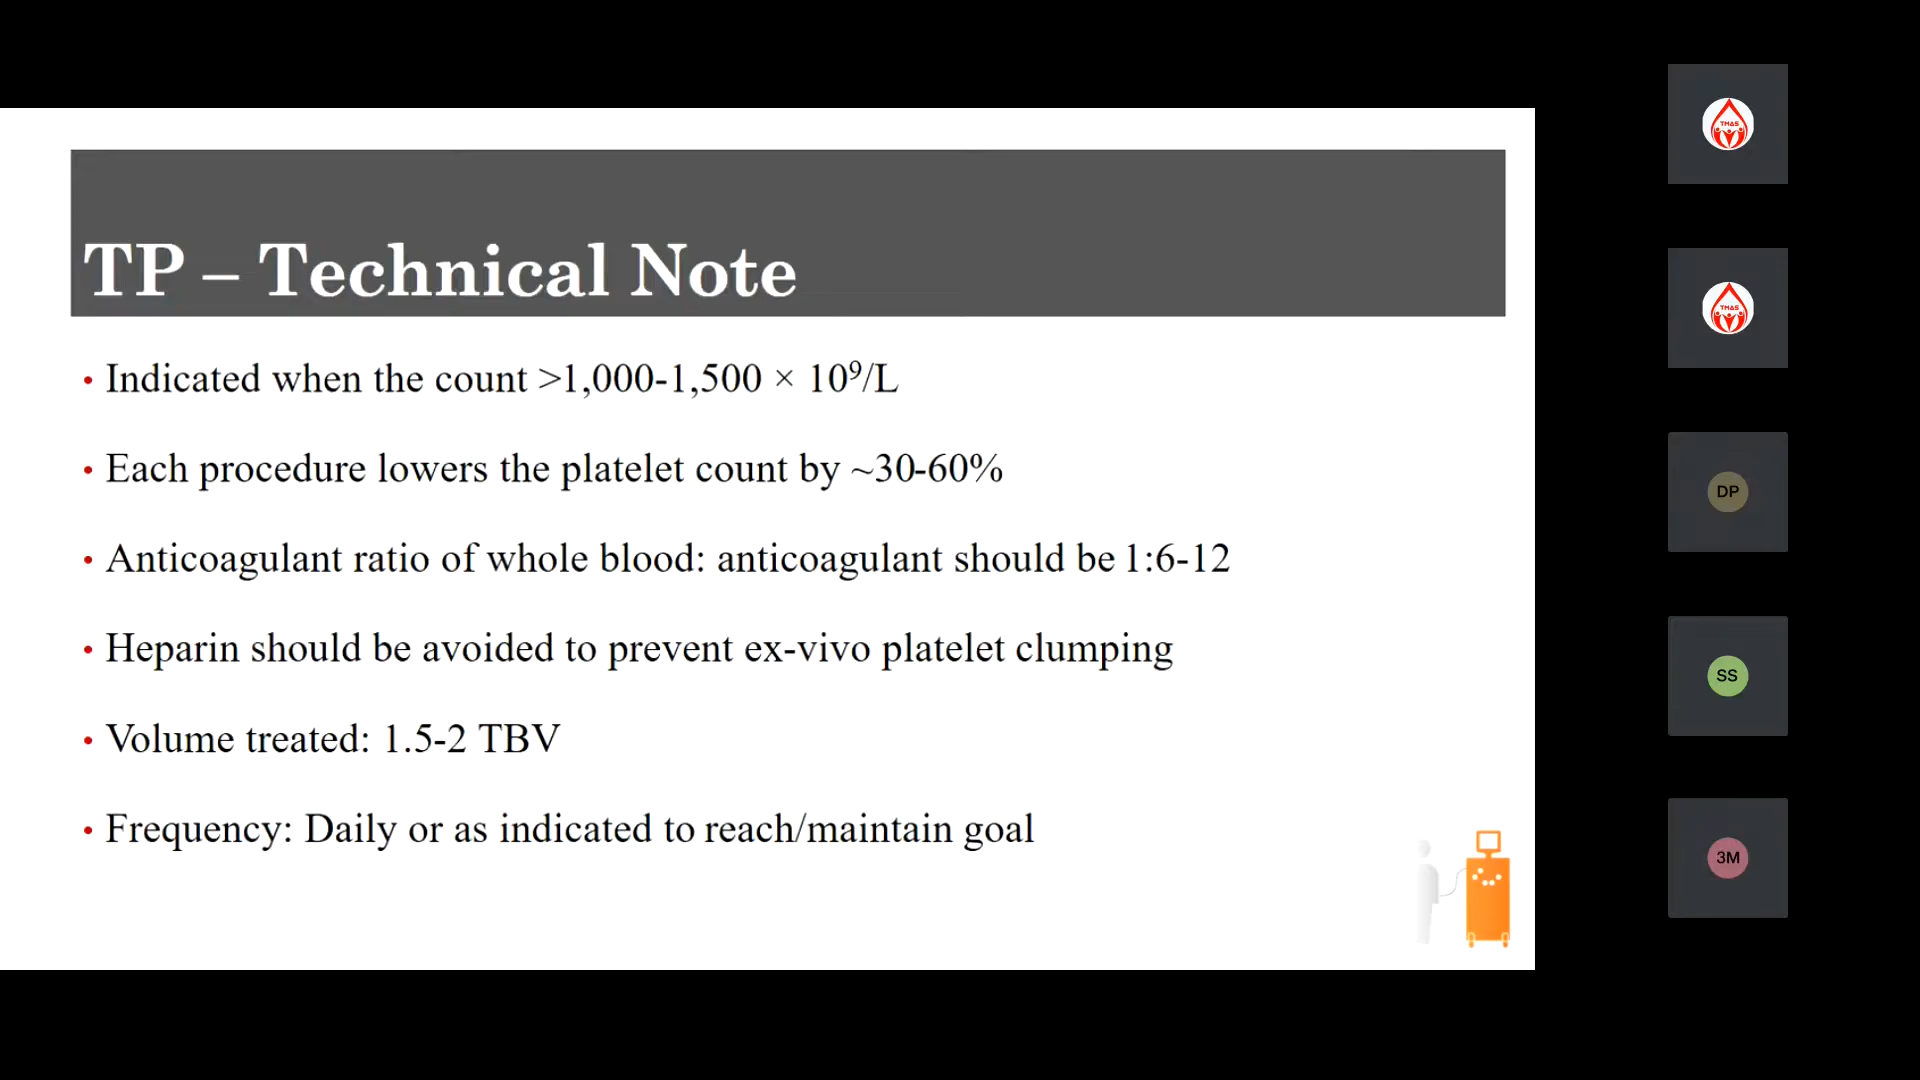 TP – Technical Note
• Indicated when the count >1,000-1,500 × 10⁹/L
• Each procedure lowers the platelet count by ~30-60%
• Anticoagulant ratio of whole blood: anticoagulant should be 1:6-12
• Heparin should be avoided to prevent ex-vivo platelet clumping
• Volume treated: 1.5-2 TBV
• Frequency: Daily or as indicated to reach/maintain goal
TMAS
TMAS
DP
SS
3M